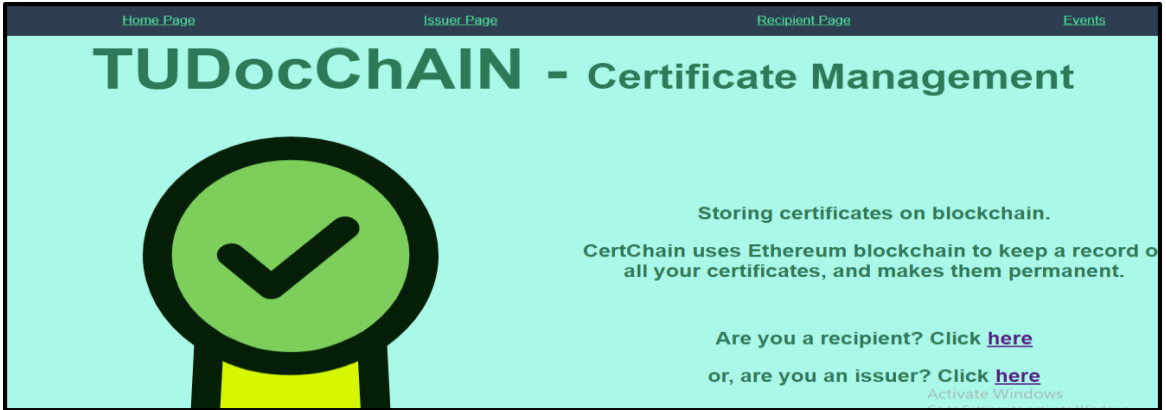 Home Page Issuer Page Recipient Page Events
TUDocChAIN - Certificate Management
Storing certificates on blockchain.
CertChain uses Ethereum blockchain to keep a record o
all your certificates, and makes them permanent.
Are you a recipient? Click here
or, are you an issuer? Click here
Activate Windows